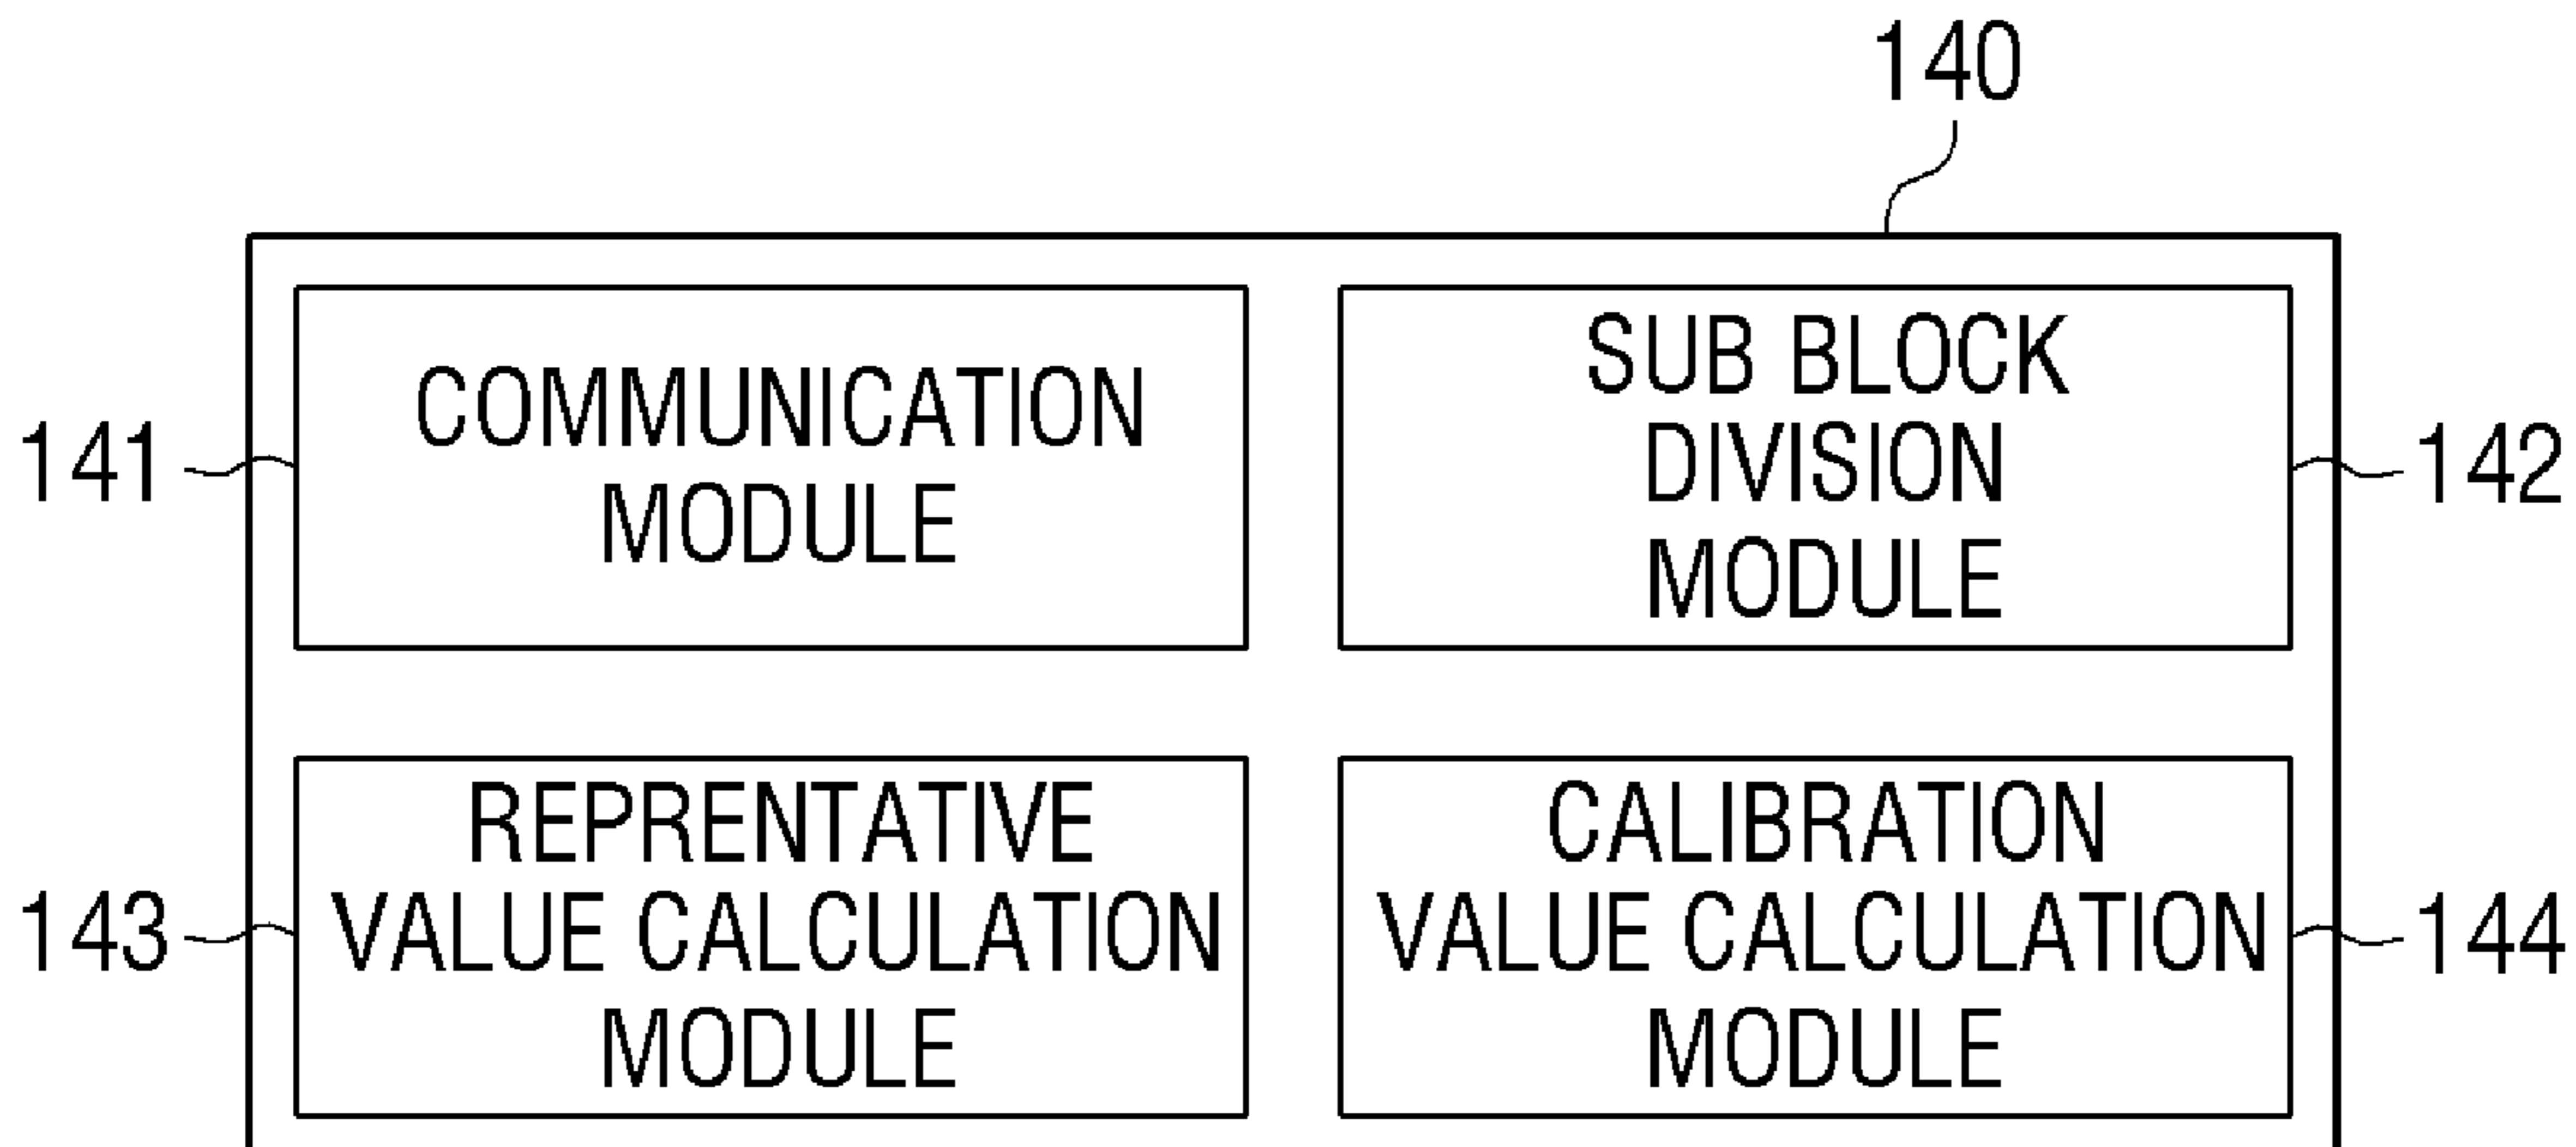 140
141
COMMUNICATION
MODULE
SUB BLOCK
DIVISION
MODULE
142
143
REPRENTATIVE
VALUE CALCULATION
MODULE
CALIBRATION
VALUE CALCULATION
MODULE
144